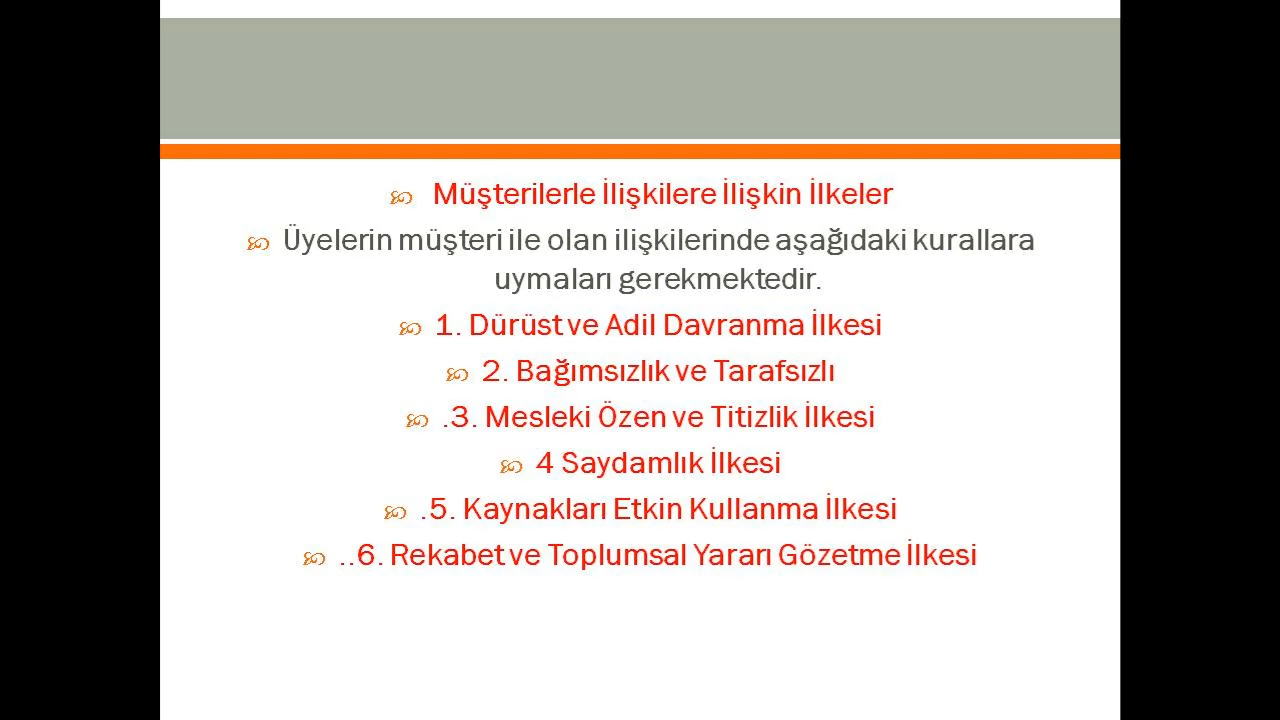 Müşterilerle İlişkilere İlişkin İlkeler
Üyelerin müşteri ile olan ilişkilerinde aşağıdaki kurallara
uymaları gerekmektedir.
1. Dürüst ve Adil Davranma İlkesi
2. Bağımsızlık ve Tarafsızlı
.3. Mesleki Özen ve Titizlik İlkesi
4 Saydamlık İlkesi
.5. Kaynakları Etkin Kullanma İlkesi
..6. Rekabet ve Toplumsal Yararı Gözetme İlkesi